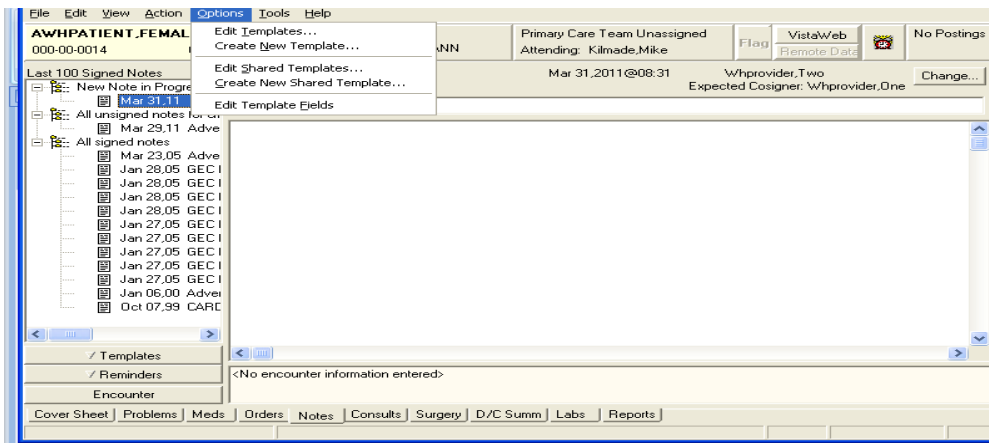 File Edit View Action Options Tools Help
AWHPATIENT,FEMAL
000-00-0014
Edit Templates...
Create New Template...
Edit Shared Templates...
Create New Shared Template...
Edit Template Fields
ANN
Primary Care Team Unassigned
Attending: Kilmade,Mike
Flag
VistaWeb
Remote Data
No Postings
Last 100 Signed Notes
Mar 31,2011@08:31
Whprovider,Two
Expected Cosigner: Whprovider,One
Change...
New Note in Progre
Mar 31,11
All unsigned notes for
Mar 29,11 Adve
All signed notes
Mar 23,05 Adve
Jan 28,05 GEC
Jan 28,05 GEC
Jan 28,05 GEC
Jan 28,05 GEC
Jan 27,05 GEC
Jan 27,05 GEC
Jan 27,05 GEC
Jan 27,05 GEC
Jan 27,05 GEC
Jan 06,00 Adver
Oct 07,99 CARD
Templates
Reminders
Encounter
<No encounter information entered>
Cover Sheet Problems Meds Orders Notes Consults Surgery D/C Summ Labs Reports